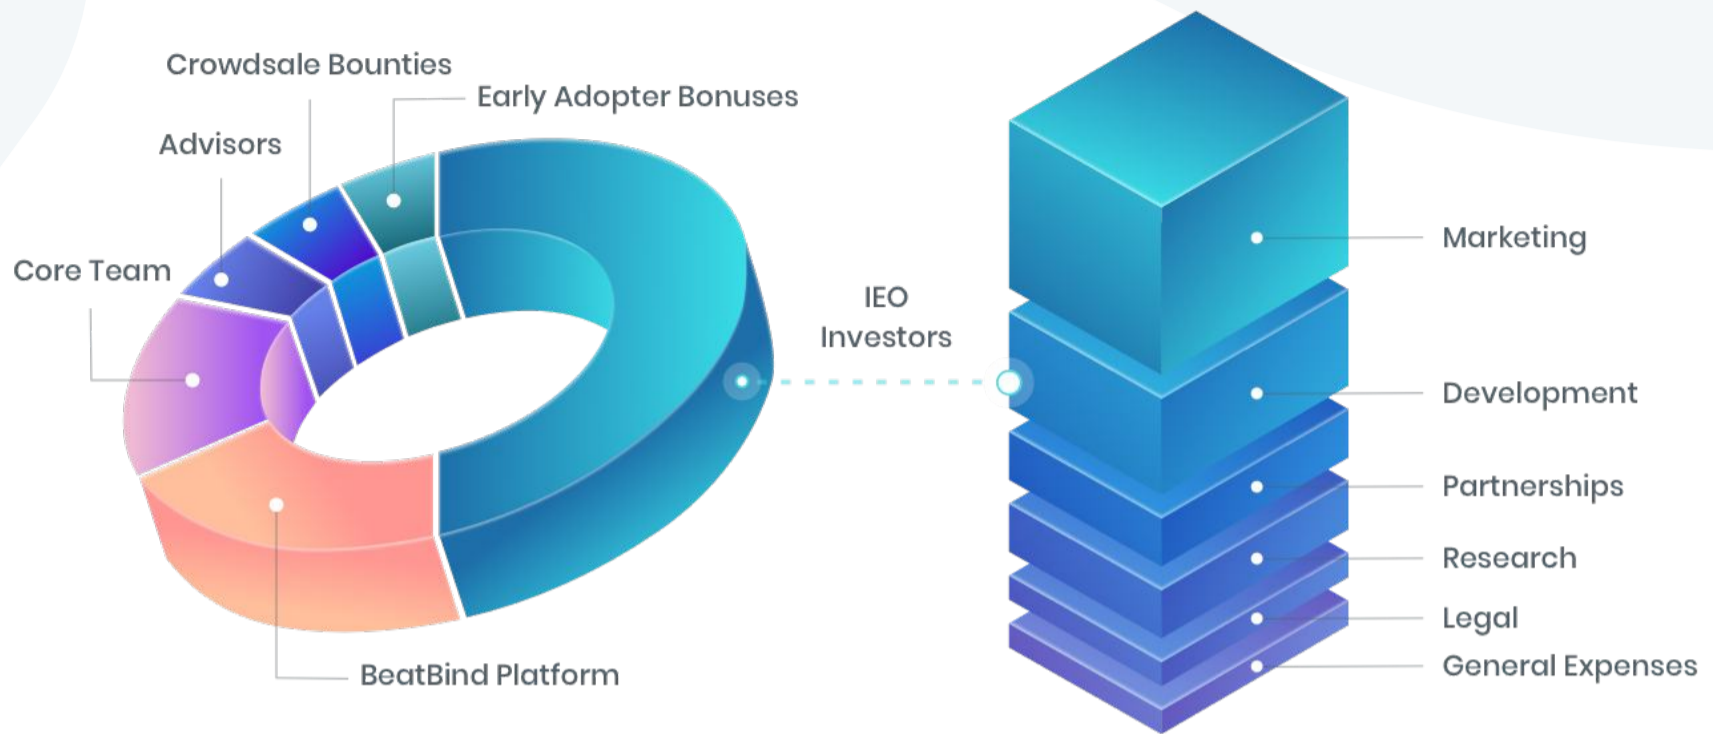 Crowdsale Bounties
Early Adopter Bonuses
Advisors
Core Team
BeatBind Platform
IEO
Investors
Marketing
Development
Partnerships
Research
Legal
General Expenses